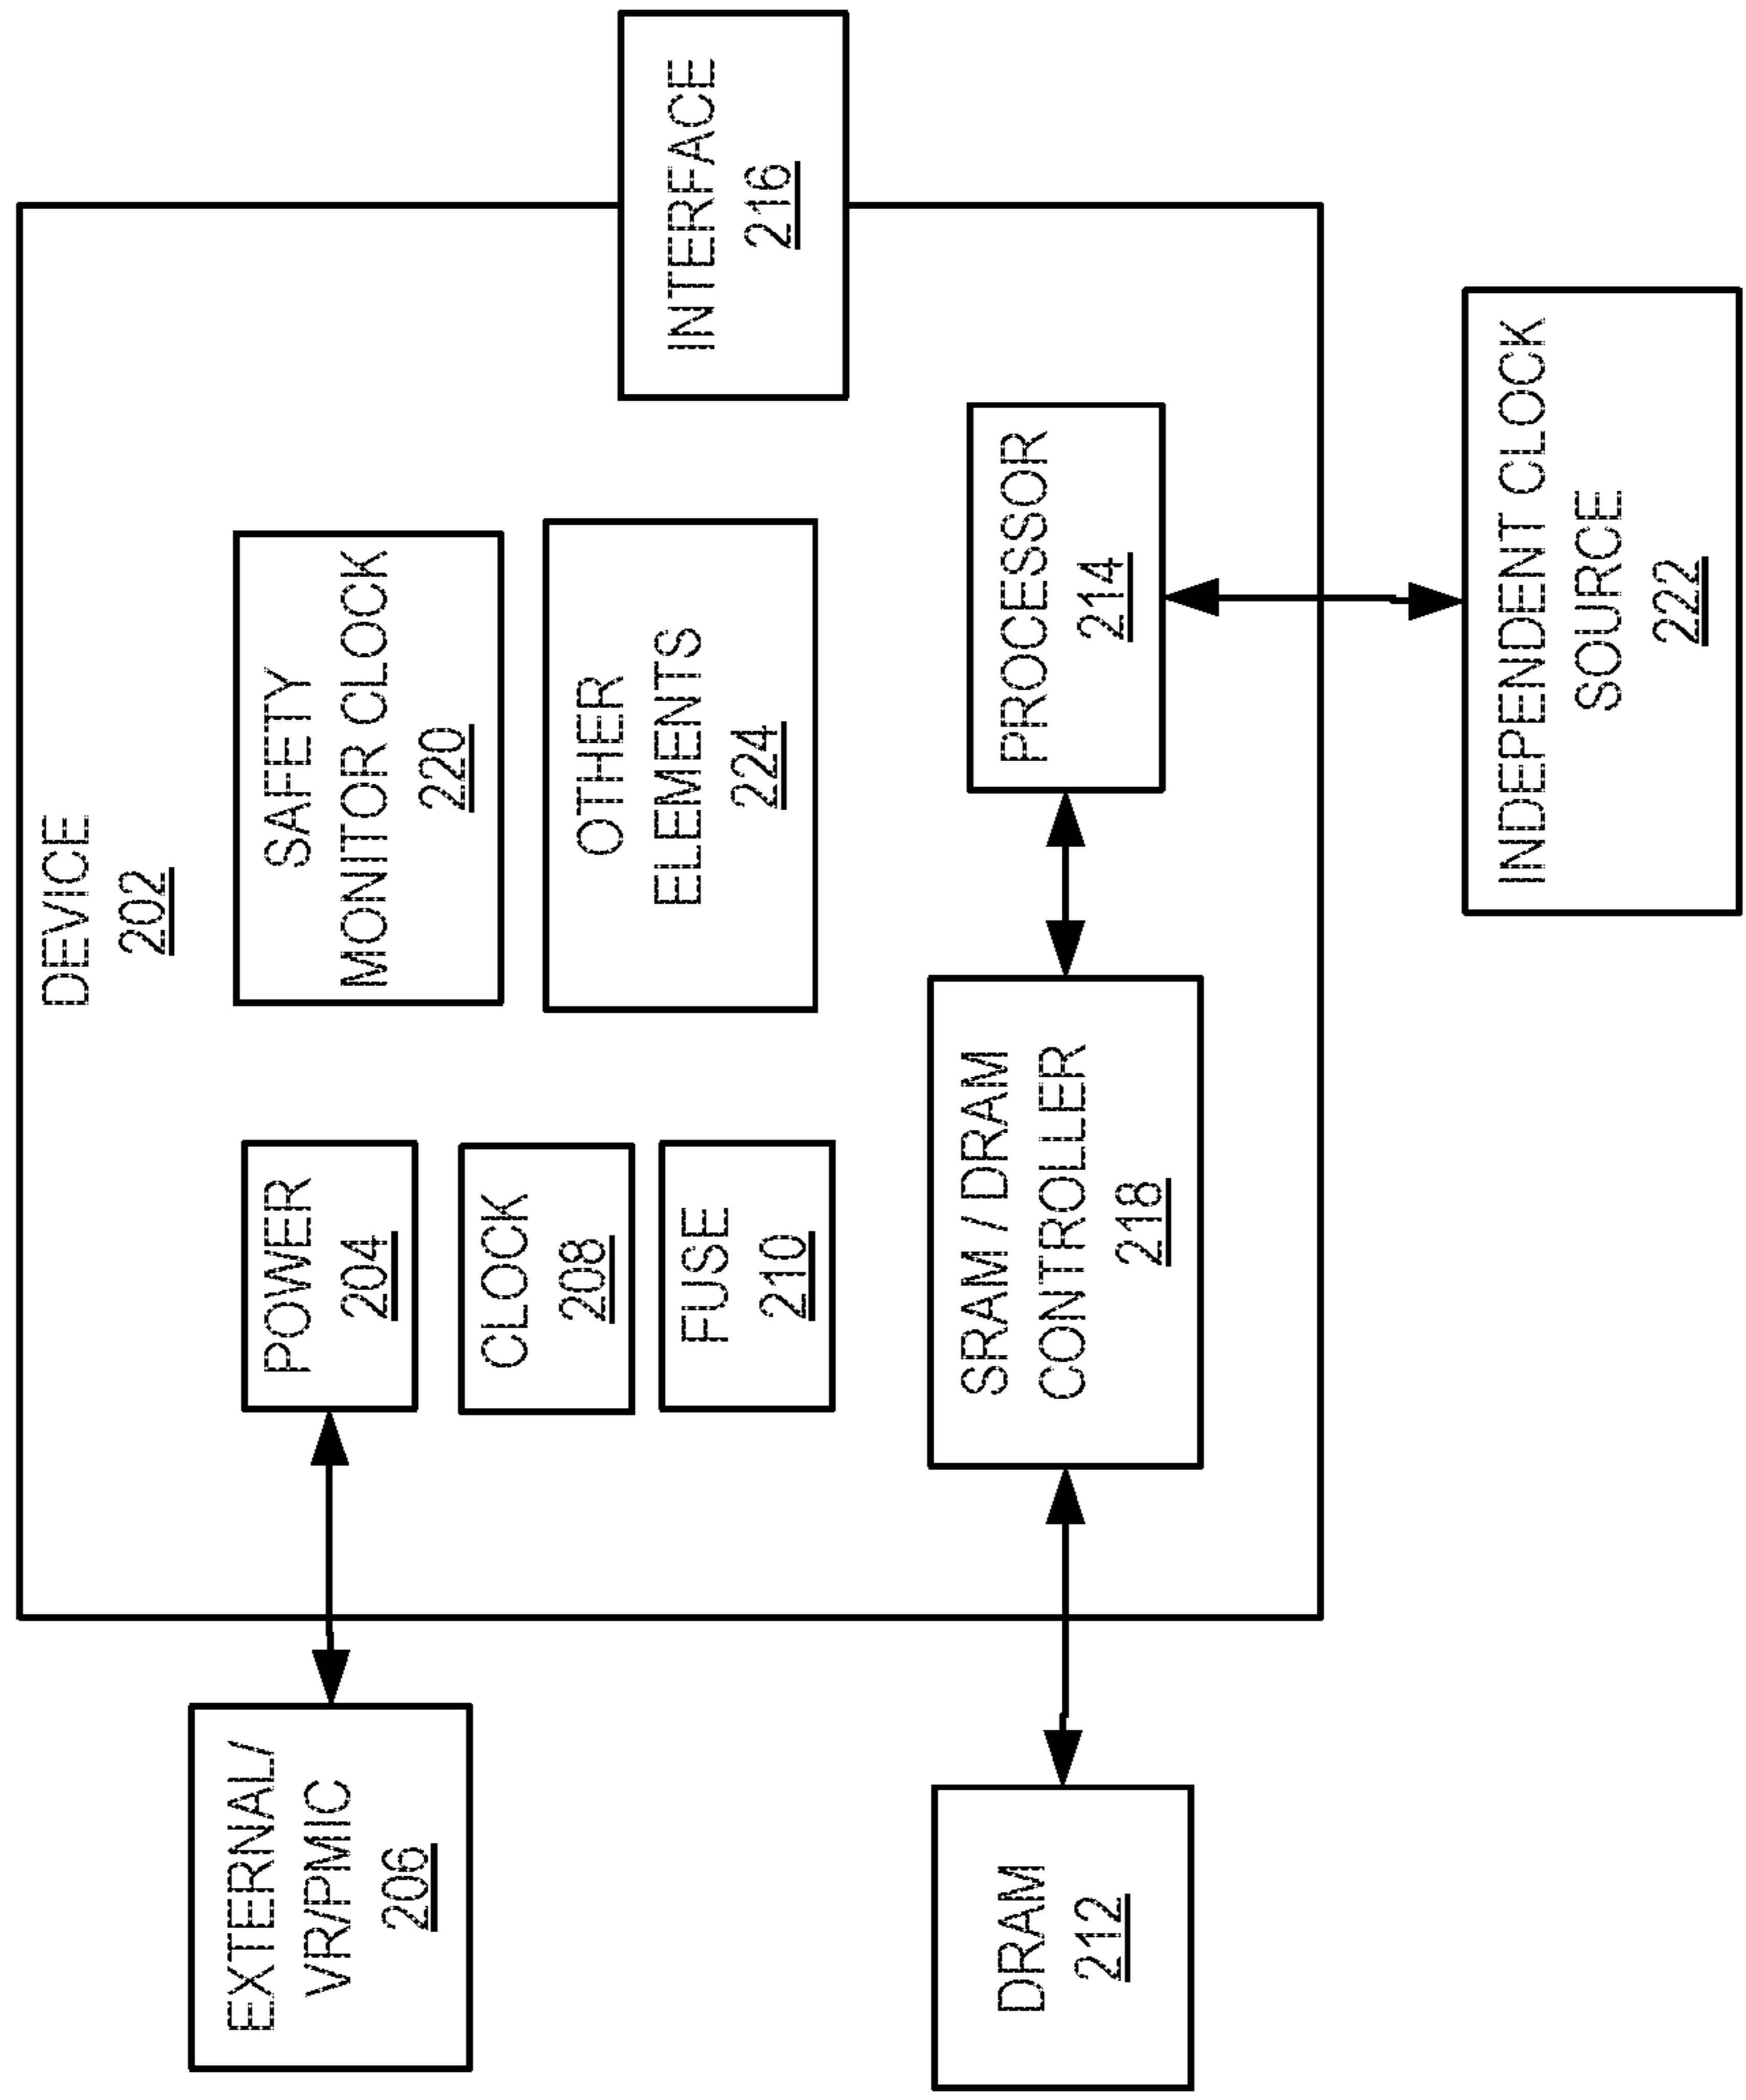 DEVICE
202
EXTERNAL/
VR/PMIC
206
POWER
204
SAFETY
MONITOR CLOCK
220
CLOCK
208
OTHER
ELEMENTS
224
INTERFACE
216
FUSE
210
DRAM
212
SRAM / DRAM
CONTROLLER
218
PROCESSOR
214
INDEPENDENT CLOCK
SOURCE
222